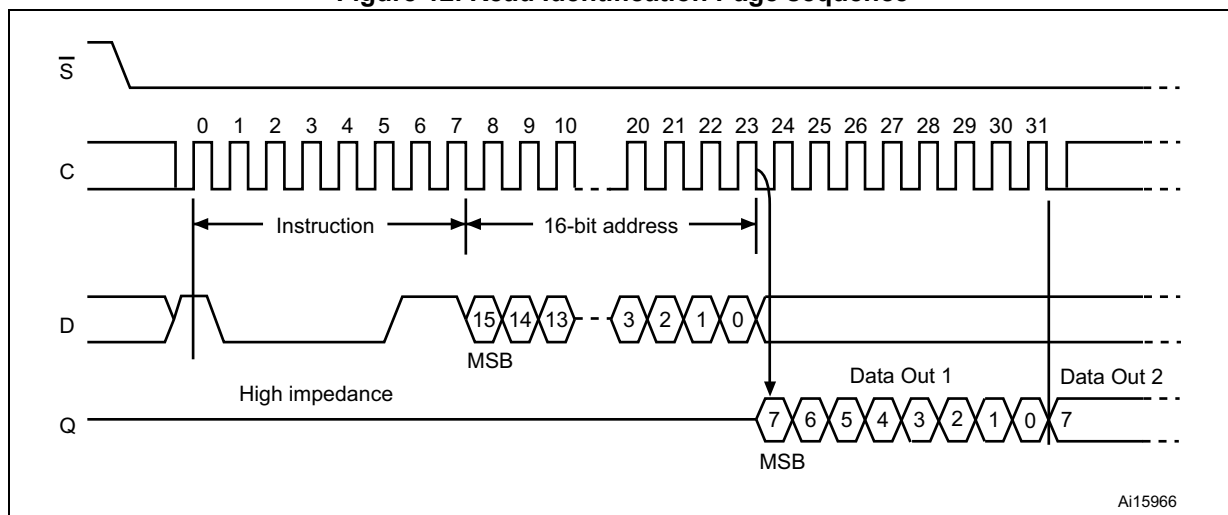 Figure 12. Read Identification Page sequence
S
0 1 2 3 4 5 6 7 8 9 10 20 21 22 23 24 25 26 27 28 29 30 31
C
Instruction 16-bit address
D 15 14 13 3 2 1 0
MSB
High impedance Data Out 1 Data Out 2
Q 7 6 5 4 3 2 1 0 7
MSB
Ai15966